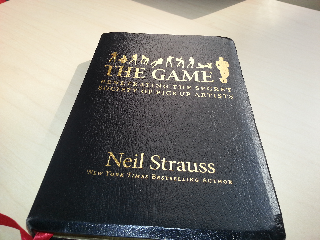 THE GAME
PENETRATING THE SECRET
SOCIETY OF PICKUP ARTISTS
Neil Strauss
NEW YORK TIMES BESTSELLING AUTHOR